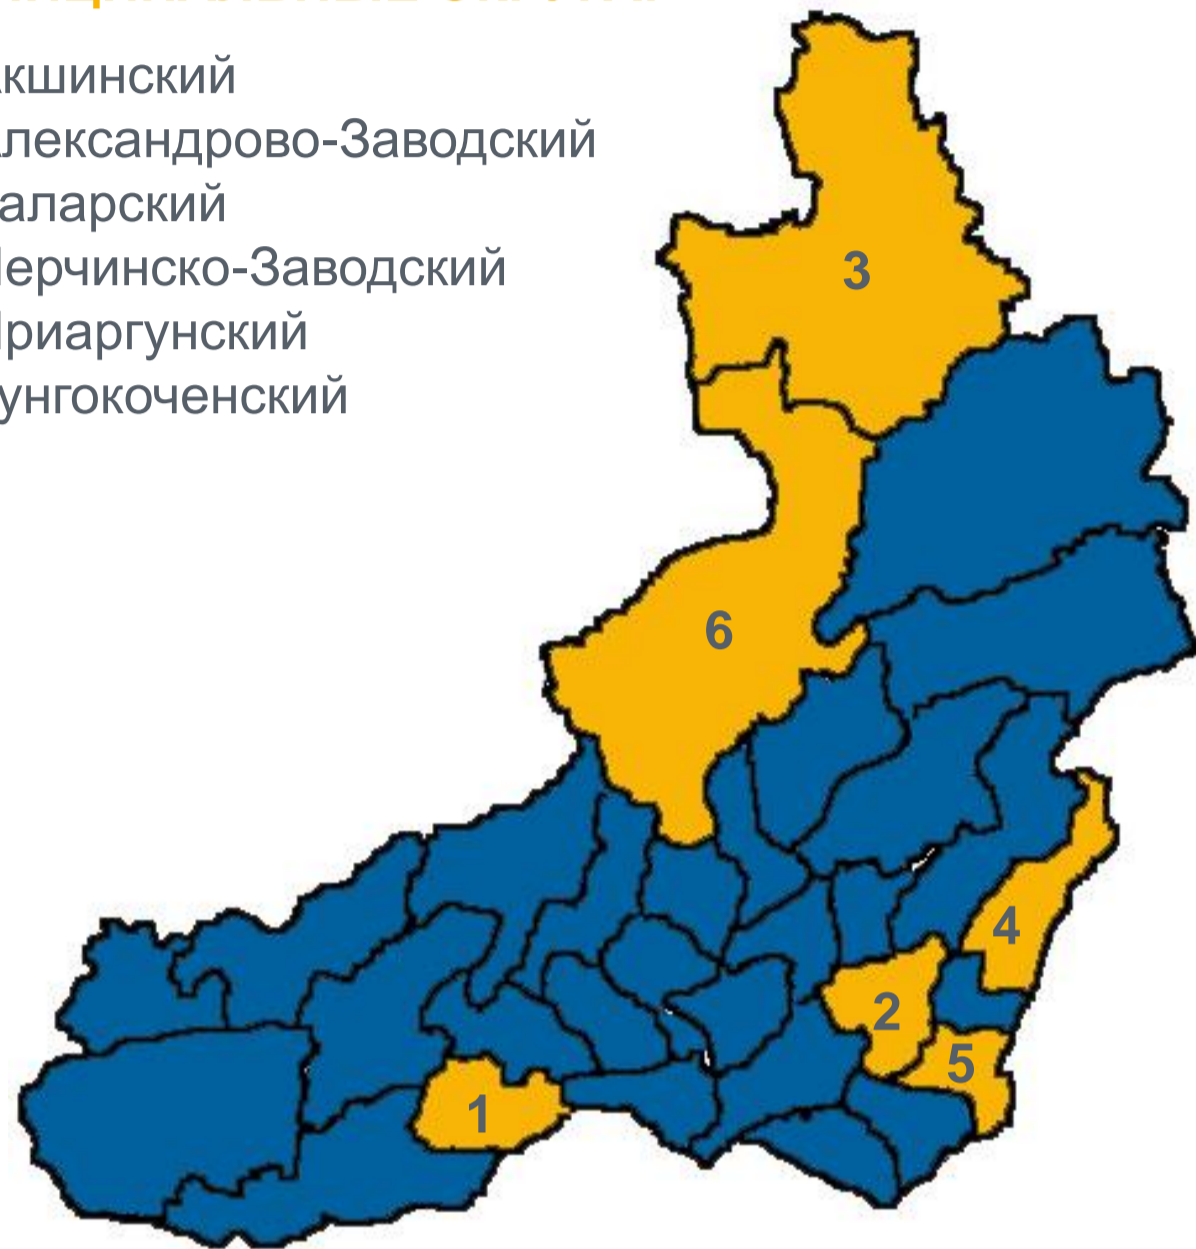 кшинский
лександрово-Заводский
аларский
ерчинско-Заводский
риаргунский
унгокоченский
3
6
4
2
5
1